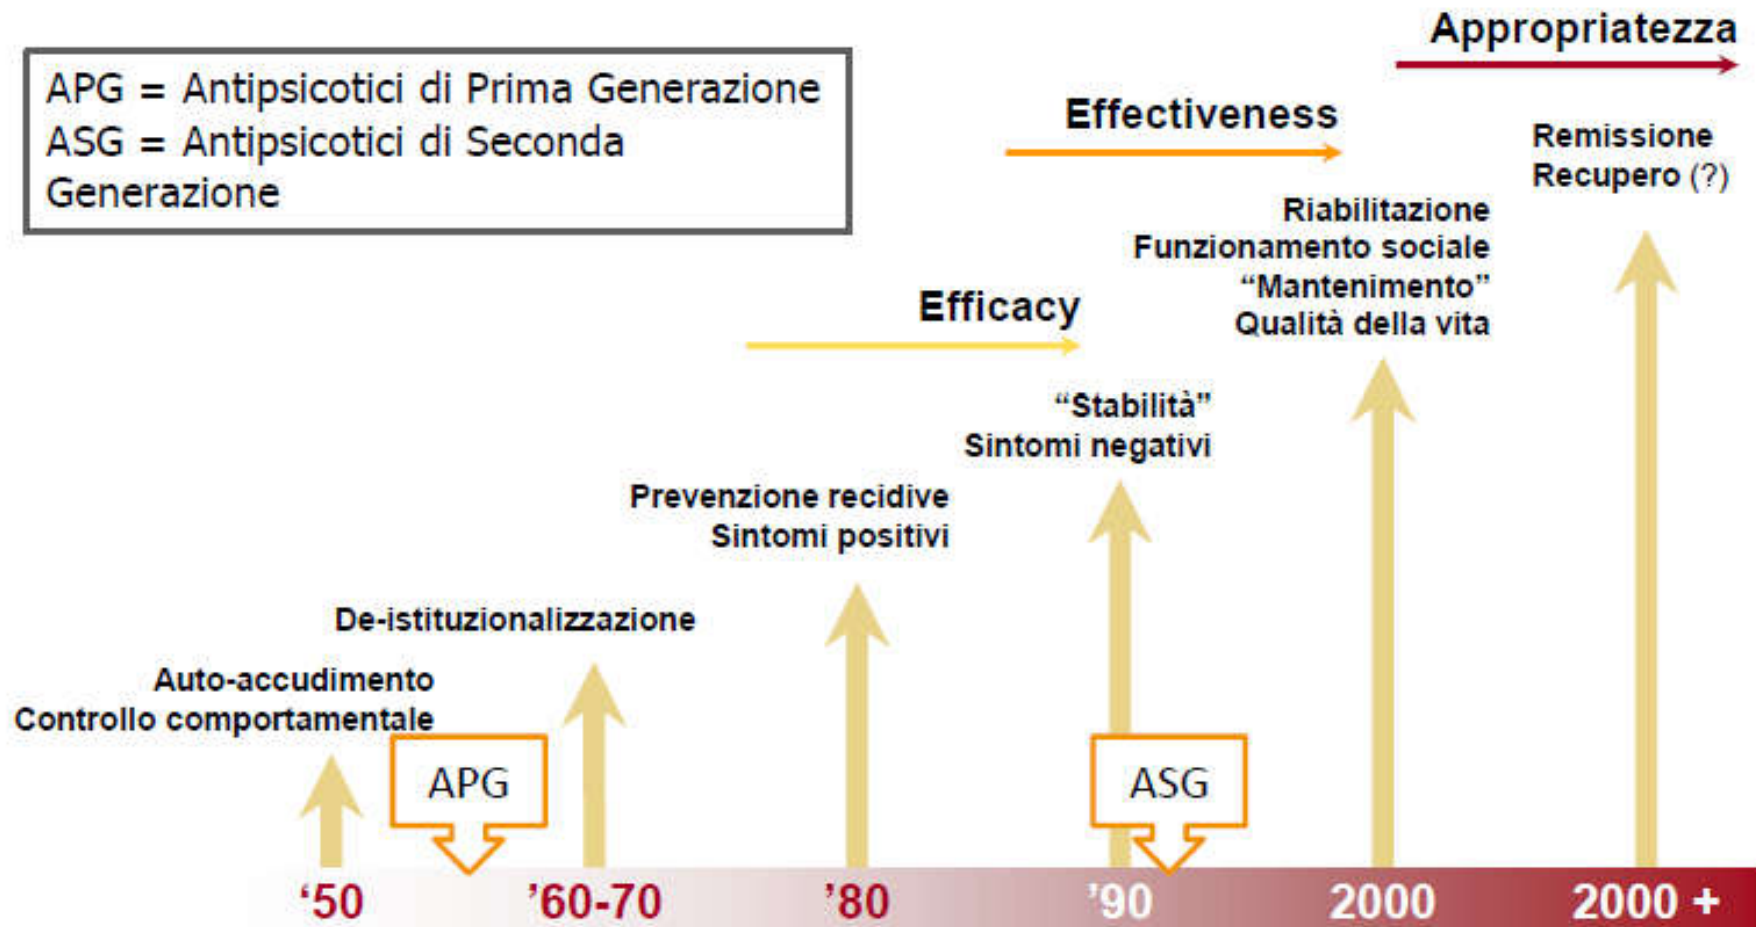 APG = Antipsicotici di Prima Generazione
ASG = Antipsicotici di Seconda
Generazione
Appropriatezza
Effectiveness
Remissione
Recupero (?)
Riabilitazione
Funzionamento sociale
“Mantenimento”
Qualità della vita
Efficacy
“Stabilità”
Sintomi negativi
Prevenzione recidive
Sintomi positivi
De-istituzionalizzazione
Auto-accudimento
Controllo comportamentale
APG
ASG
‘50
’60-70
’80
’90
2000
2000 +